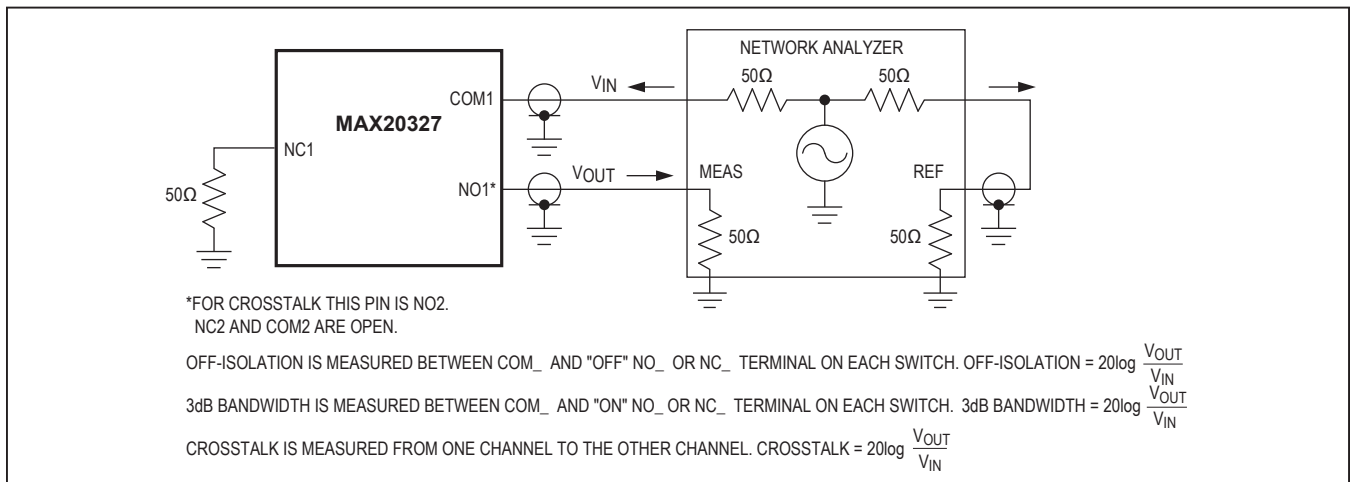 NETWORK ANALYZER
50Ω
50Ω
VIN
COM1
MAX20327
NC1
NO1*
VOUT
MEAS
REF
50Ω
50Ω
50Ω
*FOR CROSSTALK THIS PIN IS NO2.
NC2 AND COM2 ARE OPEN.
OFF-ISOLATION IS MEASURED BETWEEN COM_ AND "OFF" NO_ OR NC_ TERMINAL ON EACH SWITCH. OFF-ISOLATION = 20log VOUT/VIN
3dB BANDWIDTH IS MEASURED BETWEEN COM_ AND "ON" NO_ OR NC_ TERMINAL ON EACH SWITCH. 3dB BANDWIDTH = 20log VOUT/VIN
CROSSTALK IS MEASURED FROM ONE CHANNEL TO THE OTHER CHANNEL. CROSSTALK = 20log VOUT/VIN